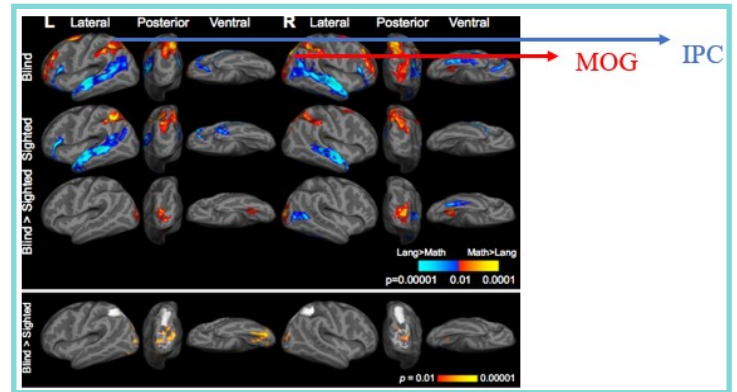 L Lateral Posterior Ventral R Lateral Posterior Ventral
Blind
MOG
IPC
Sighted
Blind > Sighted
Lang>Math Math>Lang
p=0.00001 0.01 0.0001
Blind > Sighted
p = 0.01 0.00001